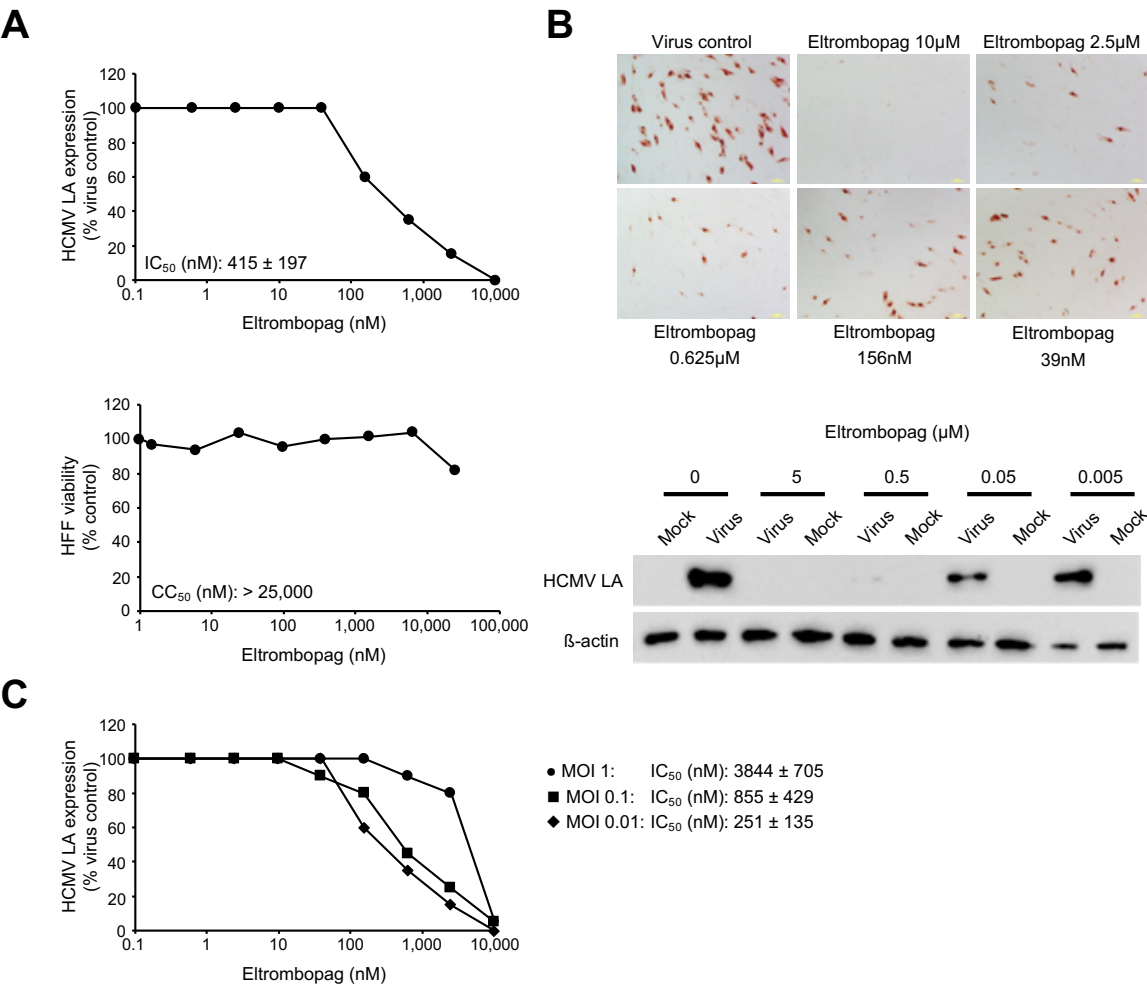 A
HCMV LA expression
(% virus control)
120
100
80
60
40
20
0
IC₅₀ (nM): 415 ± 197
0.1 1 10 100 1,000 10,000
Eltrombopag (nM)
HFF viability
(% control)
120
100
80
60
40
20
0
CC₅₀ (nM): > 25,000
1 10 100 1,000 10,000 100,000
Eltrombopag (nM)
B
Virus control Eltrombopag 10µM Eltrombopag 2.5µM
Eltrombopag
0.625µM
Eltrombopag
156nM
Eltrombopag
39nM
Eltrombopag (µM)
0 5 0.5 0.05 0.005
Mock Virus Virus Mock Virus Mock Virus Mock Virus Mock
HCMV LA
ß-actin
C
HCMV LA expression
(% virus control)
120
100
80
60
40
20
0
0.1 1 10 100 1,000 10,000
Eltrombopag (nM)
MOI 1: IC₅₀ (nM): 3844 ± 705
MOI 0.1: IC₅₀ (nM): 855 ± 429
MOI 0.01: IC₅₀ (nM): 251 ± 135